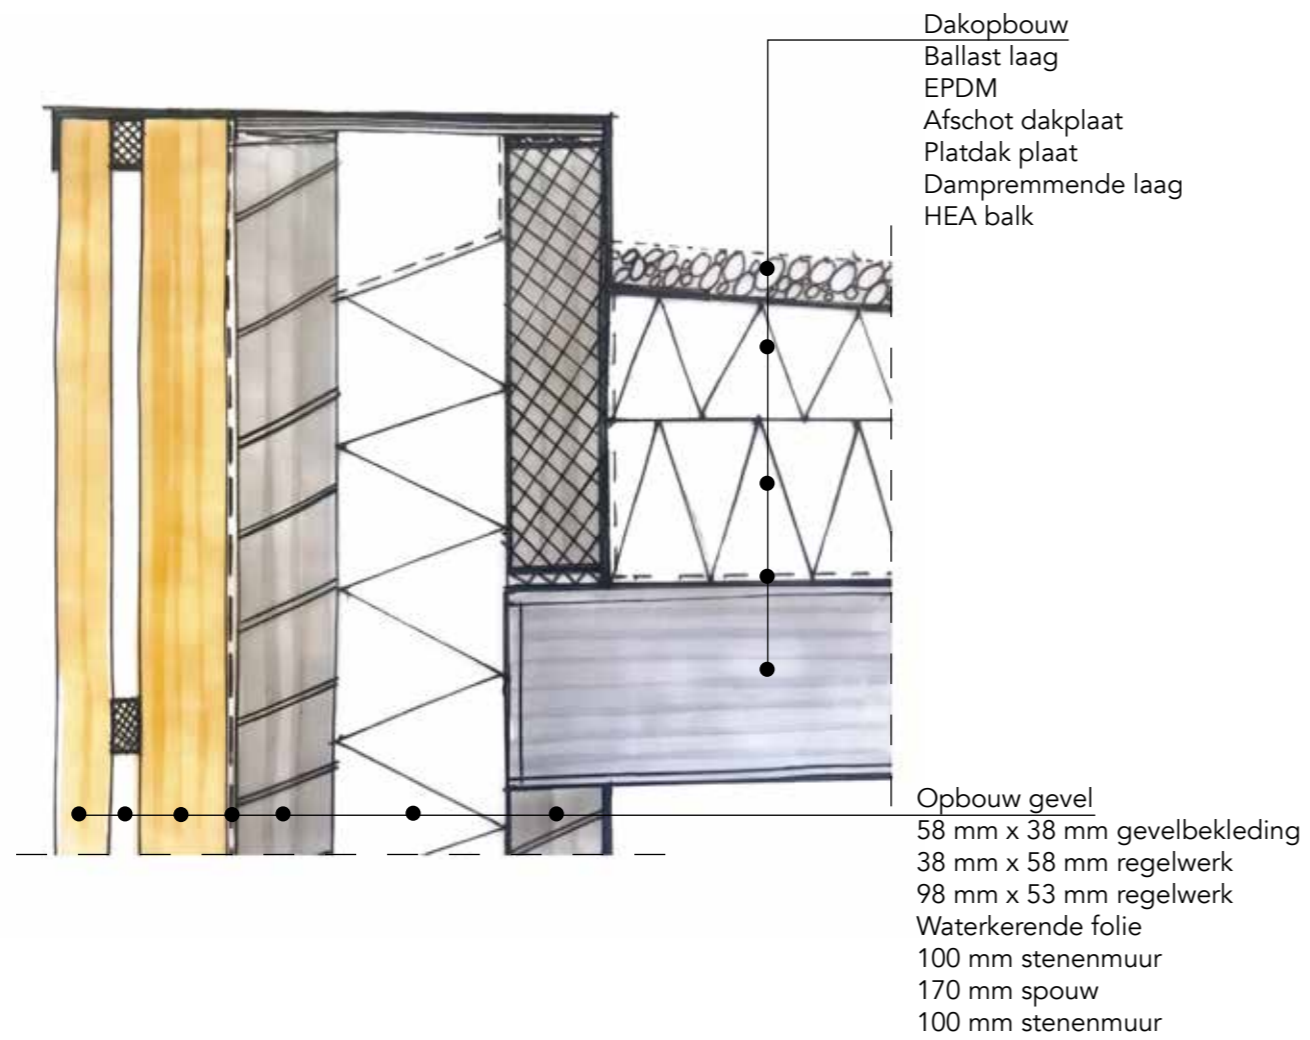 Dakopbouw
Ballast laag
EPDM
Afschot dakplaat
Platdak plaat
Dampremmende laag
HEA balk
Opbouw gevel
58 mm x 38 mm gevelbekleding
38 mm x 58 mm regelwerk
98 mm x 53 mm regelwerk
Waterkerende folie
100 mm stenenmuur
170 mm spouw
100 mm stenenmuur